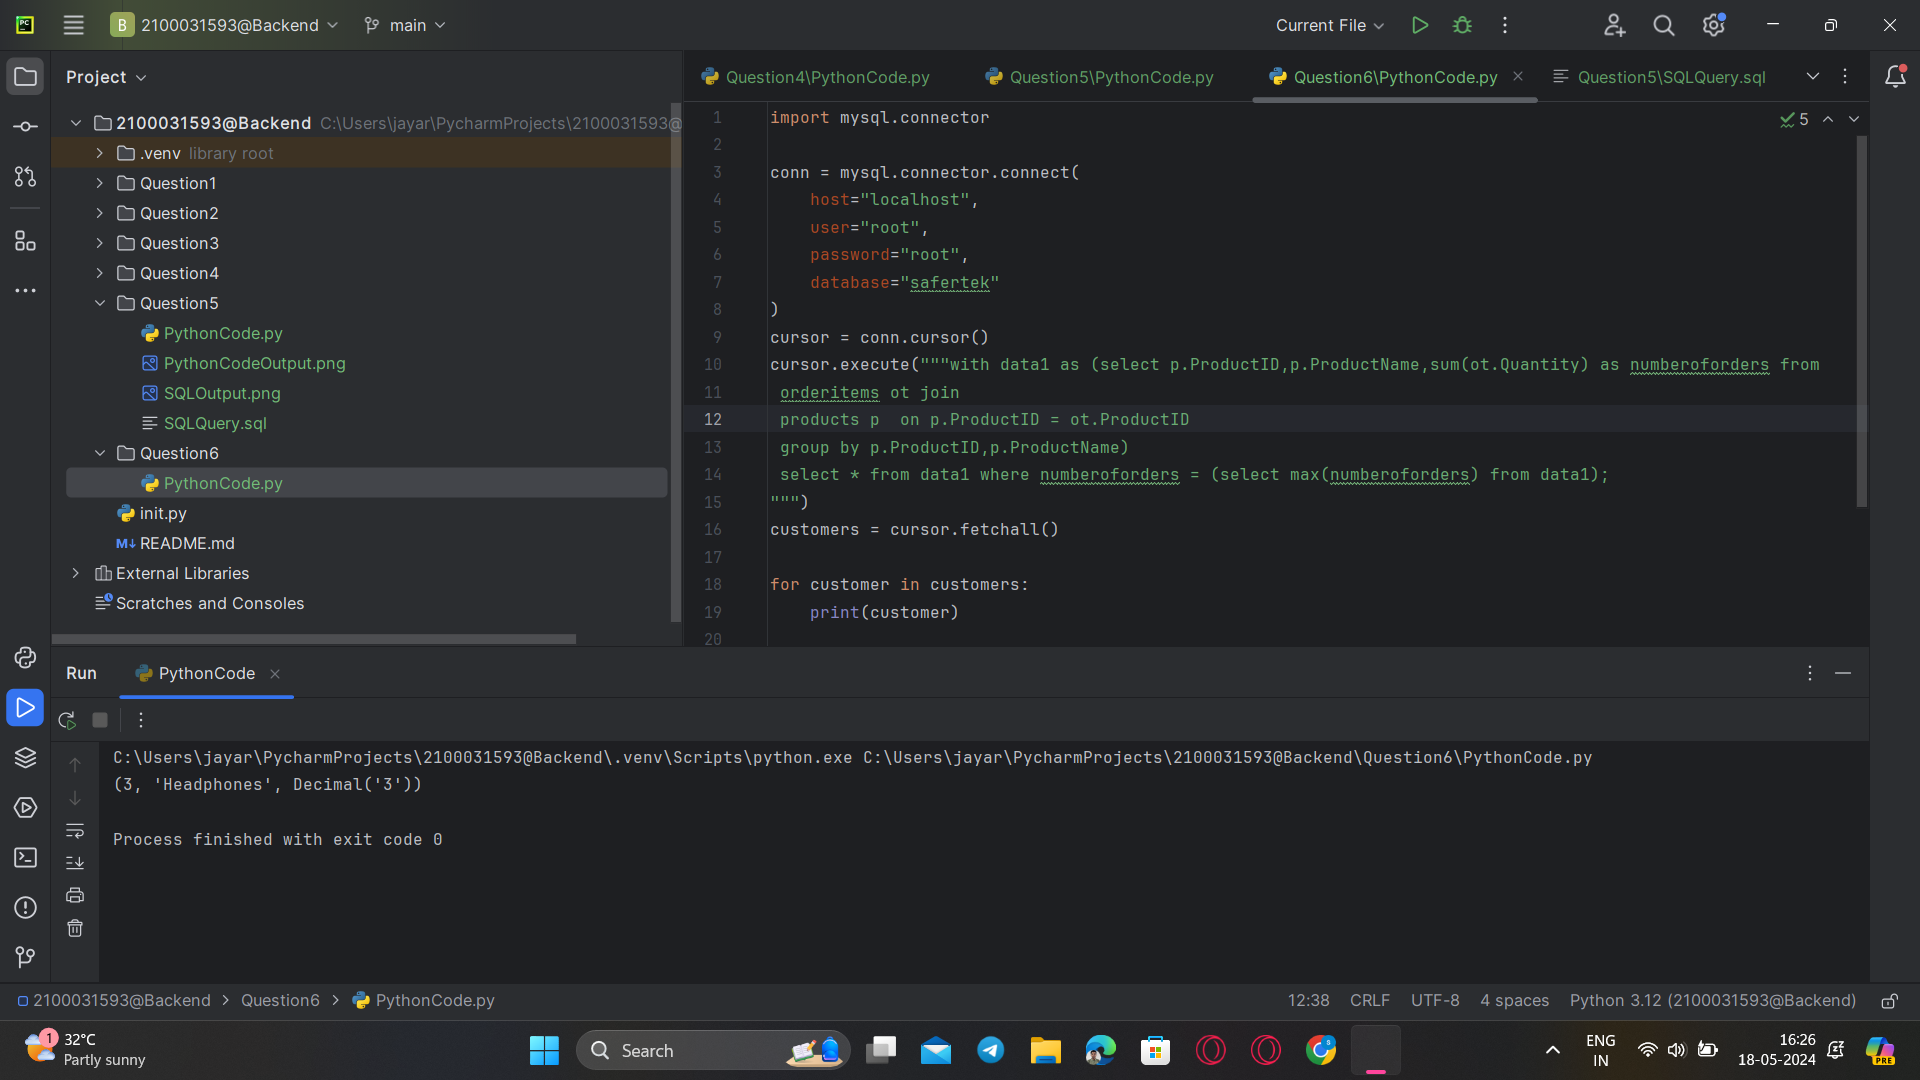 PC
B 2100031593@Backend main
Current File
Project
2100031593@Backend C:\Users\jayar\PycharmProjects\2100031593@
.venv library root
Question1
Question2
Question3
Question4
Question5
PythonCode.py
PythonCodeOutput.png
SQLOutput.png
SQLQuery.sql
Question6
PythonCode.py
init.py
M↓ README.md
External Libraries
Scratches and Consoles
Question4\PythonCode.py Question5\PythonCode.py Question6\PythonCode.py Question5\SQLQuery.sql
5
1 import mysql.connector
2
3 conn = mysql.connector.connect(
4 host="localhost",
5 user="root",
6 password="root",
7 database="safertek"
8 )
9 cursor = conn.cursor()
10 cursor.execute("""with data1 as (select p.ProductID,p.ProductName,sum(ot.Quantity) as numberoforders from
11 orderitems ot join
12 products p  on p.ProductID = ot.ProductID
13 group by p.ProductID,p.ProductName)
14 select * from data1 where numberoforders = (select max(numberoforders) from data1);
15 """)
16 customers = cursor.fetchall()
17
18 for customer in customers:
19 print(customer)
20
Run PythonCode
C:\Users\jayar\PycharmProjects\2100031593@Backend\.venv\Scripts\python.exe C:\Users\jayar\PycharmProjects\2100031593@Backend\Question6\PythonCode.py
(3, 'Headphones', Decimal('3'))
Process finished with exit code 0
2100031593@Backend > Question6 > PythonCode.py
12:38 CRLF UTF-8 4 spaces Python 3.12 (2100031593@Backend)
1
32°C
Partly sunny
Search
ENG
IN
16:26
18-05-2024
PRE